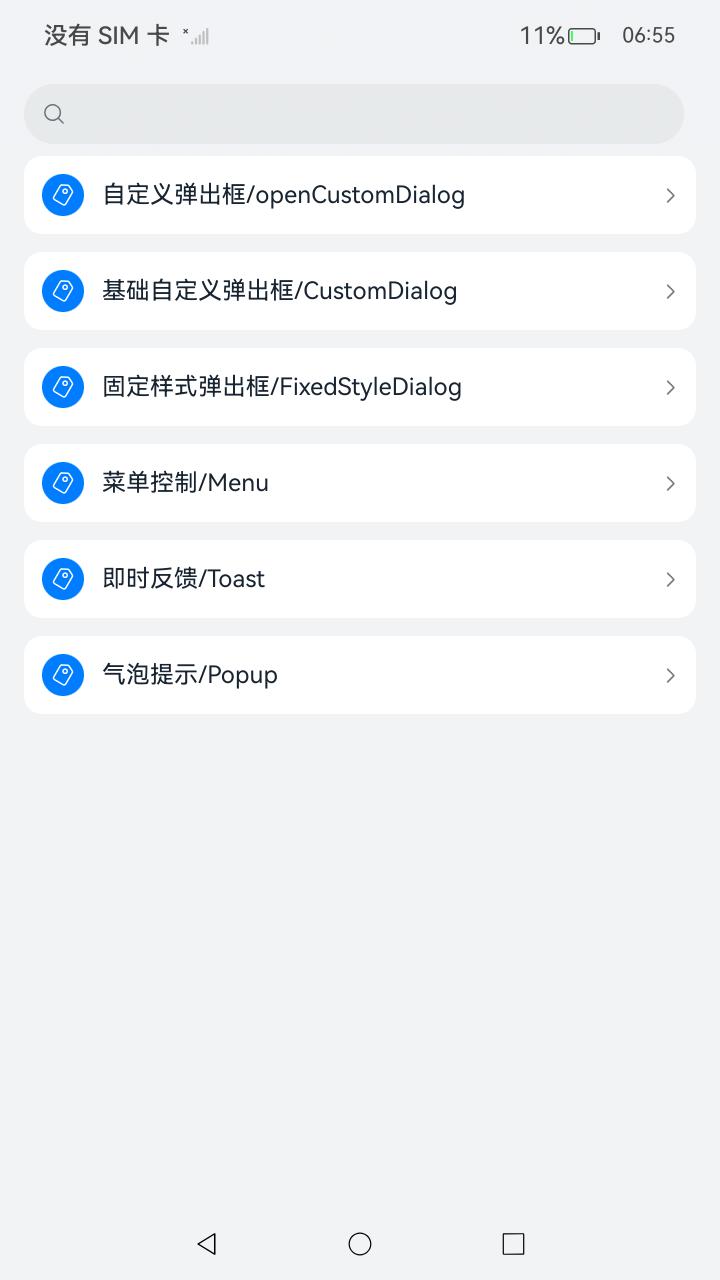 没有 SIM 卡
11%
06:55
自定义弹出框/openCustomDialog
基础自定义弹出框/CustomDialog
固定样式弹出框/FixedStyleDialog
菜单控制/Menu
即时反馈/Toast
气泡提示/Popup